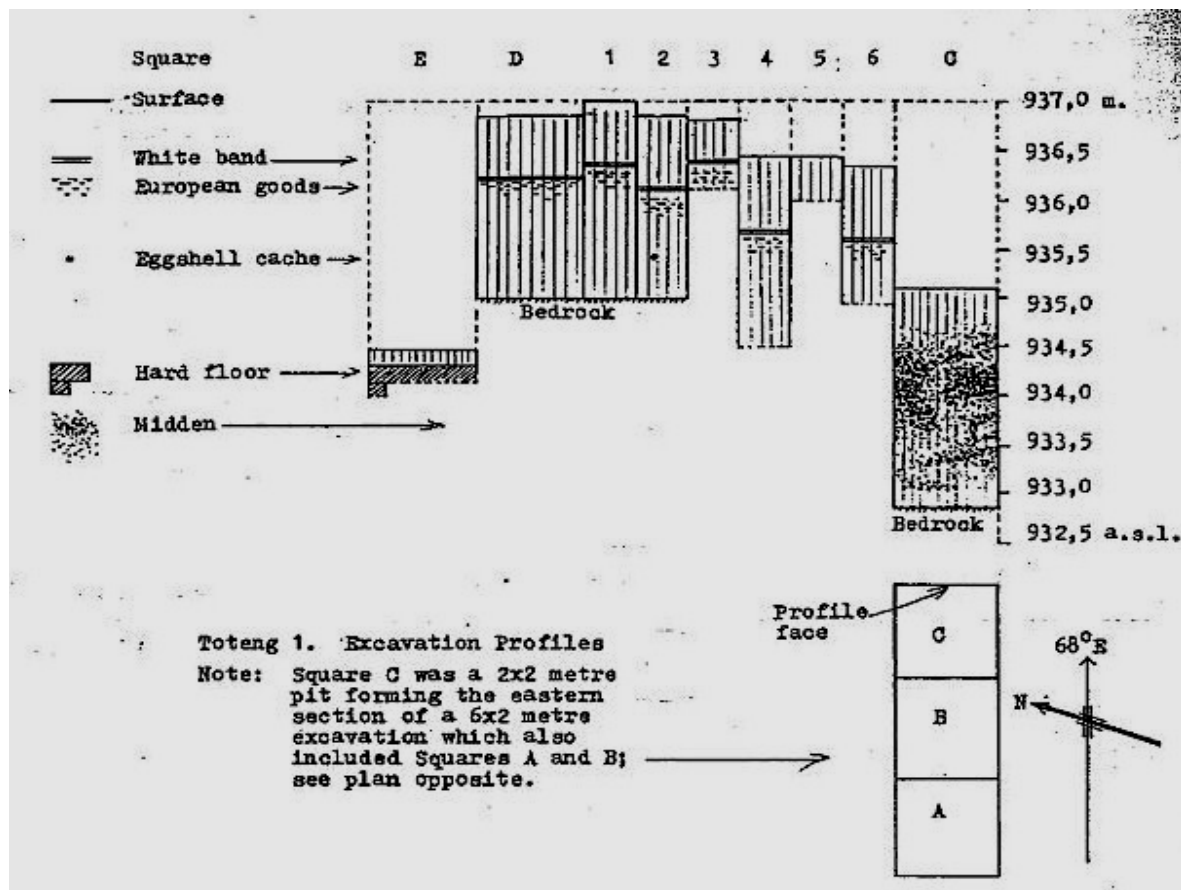 Square E D 1 2 3 4 5 6 C
Surface
White band
European goods
Eggshell cache
Hard floor
Midden
937,0 m.
936,5
936,0
935,5
935,0
934,5
934,0
933,5
933,0
932,5 a.s.l.
Bedrock
Bedrock
Toteng 1. Excavation Profiles
Note: Square C was a 2x2 metre
pit forming the eastern
section of a 6x2 metre
excavation which also
included Squares A and B;
see plan opposite.
Profile
face
C
B
A
68°E
N